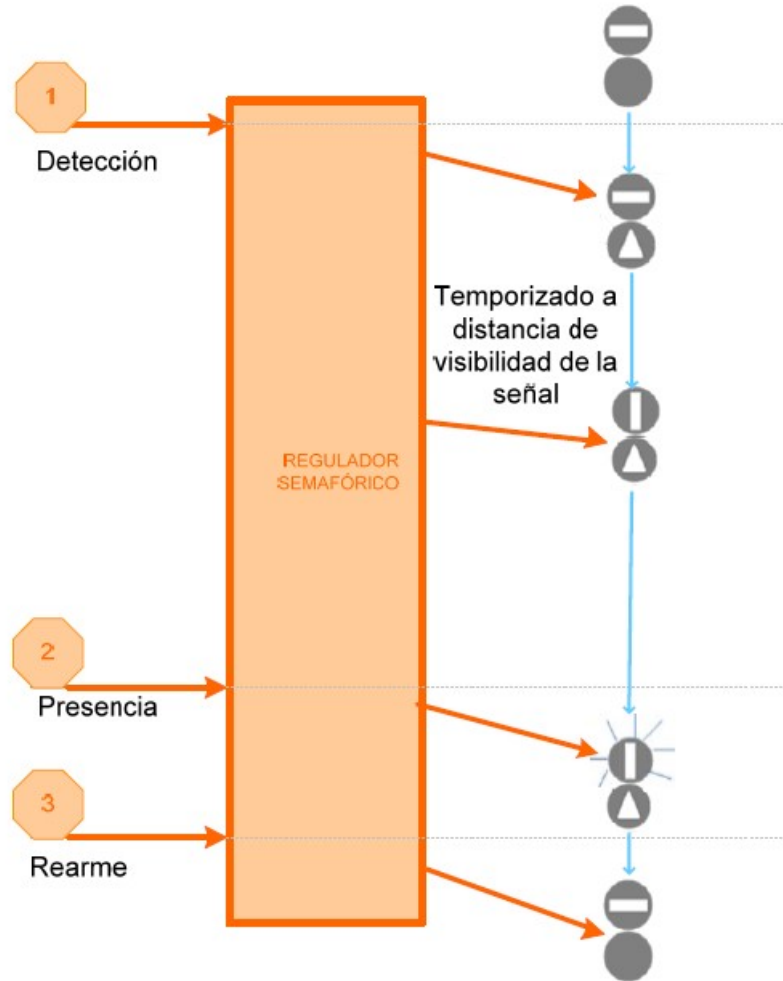 1
Detección
Temporizado a
distancia de
visibilidad de la
señal
REGULADOR
SEMAFÓRICO
2
Presencia
3
Rearme